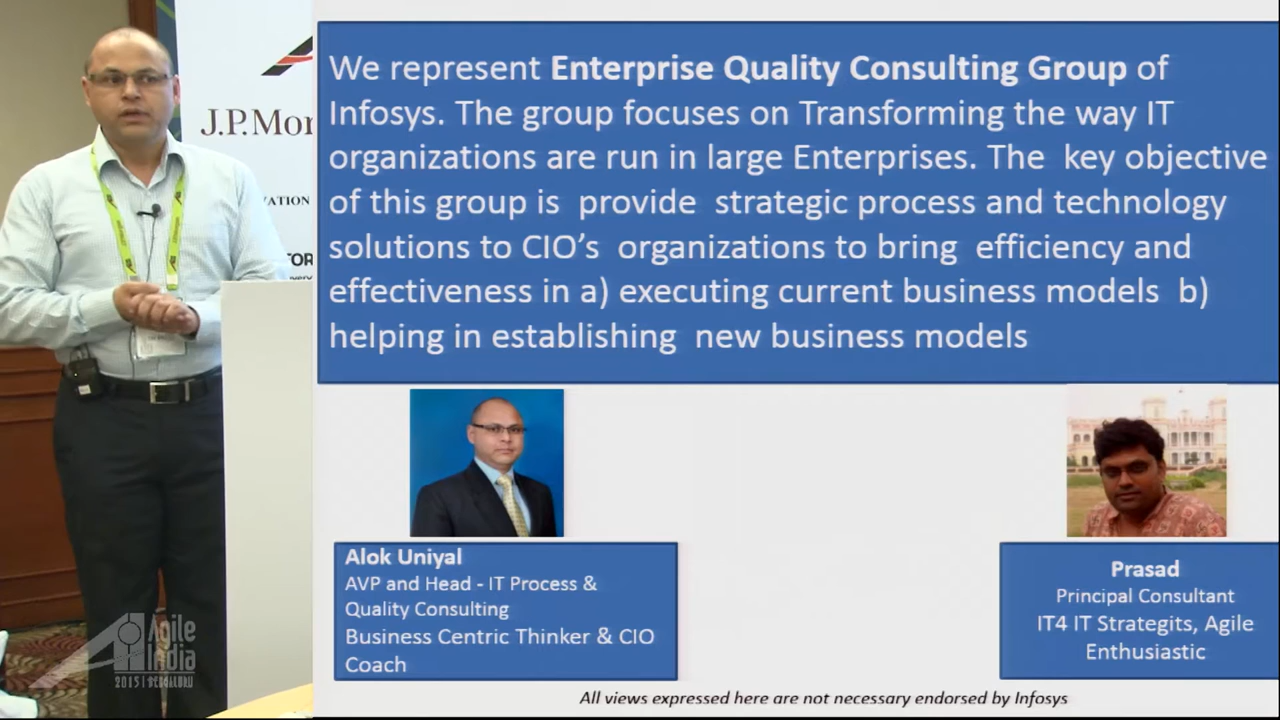 J.P.Mor
VATION
TOR
We represent Enterprise Quality Consulting Group of
Infosys. The group focuses on Transforming the way IT
organizations are run in large Enterprises. The key objective
of this group is provide strategic process and technology
solutions to CIO’s organizations to bring efficiency and
effectiveness in a) executing current business models b)
helping in establishing new business models
Alok Uniyal
AVP and Head - IT Process &
Quality Consulting
Business Centric Thinker & CIO
Coach
Prasad
Principal Consultant
IT4 IT Strategits, Agile
Enthusiastic
All views expressed here are not necessary endorsed by Infosys
Agile
India
2015 | BENGALURU